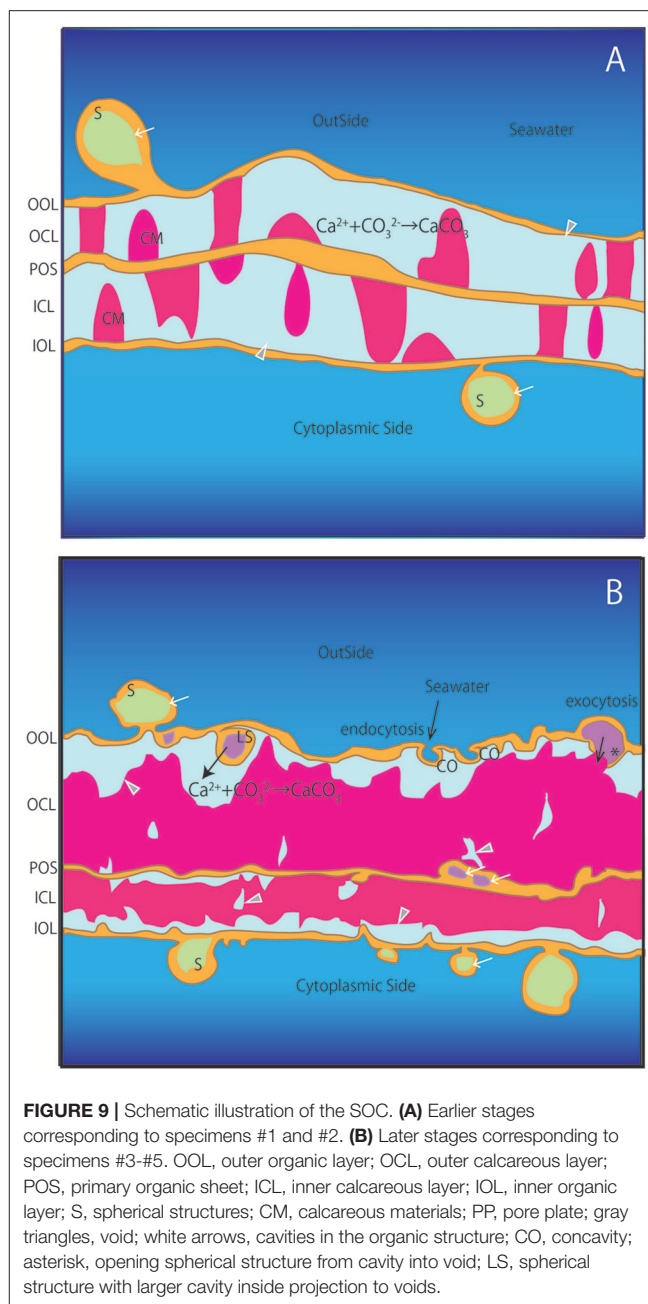 A
S
OutSide
Seawater
OOL
OCL
CM
Ca²⁺+CO₃²⁻→CaCO₃
POS
ICL
CM
IOL
S
Cytoplasmic Side
B
OutSide
S
Seawater
endocytosis
exocytosis
OOL
LS
CO
CO
*
Ca²⁺+CO₃²⁻→CaCO₃
OCL
POS
ICL
IOL
S
Cytoplasmic Side
FIGURE 9 | Schematic illustration of the SOC. (A) Earlier stages
corresponding to specimens #1 and #2. (B) Later stages corresponding to
specimens #3-#5. OOL, outer organic layer; OCL, outer calcareous layer;
POS, primary organic sheet; ICL, inner calcareous layer; IOL, inner organic
layer; S, spherical structures; CM, calcareous materials; PP, pore plate; gray
triangles, void; white arrows, cavities in the organic structure; CO, concavity;
asterisk, opening spherical structure from cavity into void; LS, spherical
structure with larger cavity inside projection to voids.